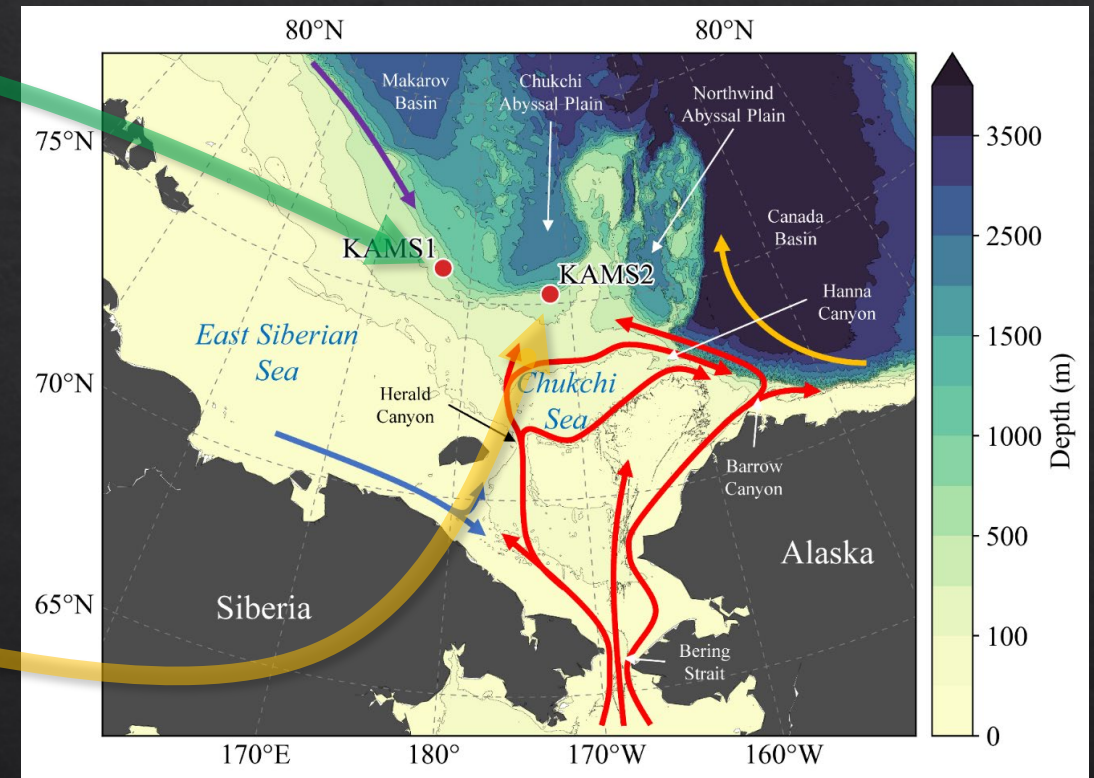 80°N
80°N
75°N
70°N
65°N
170°E
180°
170°W
160°W
Makarov
Basin
Chukchi
Abyssal Plain
Northwind
Abyssal Plain
Canada
Basin
Hanna
Canyon
KAMS1
KAMS2
East Siberian
Sea
Herald
Canyon
Chukchi
Sea
Barrow
Canyon
Alaska
Siberia
Bering
Strait
3500
2500
1500
1000
500
100
0
Depth (m)